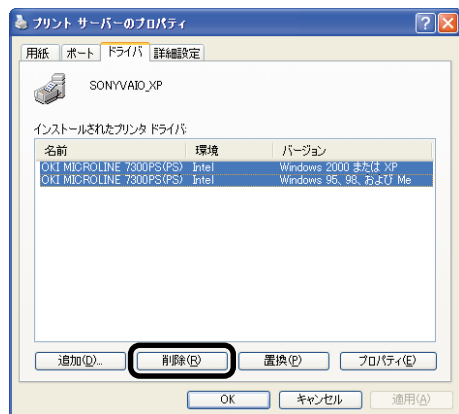 プリント サーバーのプロパティ
用紙 ポート ドライバ 詳細設定
SONYVAIO_XP
インストールされたプリンタ ドライバ:
名前 環境 バージョン
OKI MICROLINE 7300PS(PS) Intel Windows 2000 または XP
OKI MICROLINE 7300PS(PS) Intel Windows 95、98、および Me
追加(D)... 削除(R) 置換(P) プロパティ(E)
OK キャンセル 適用(A)